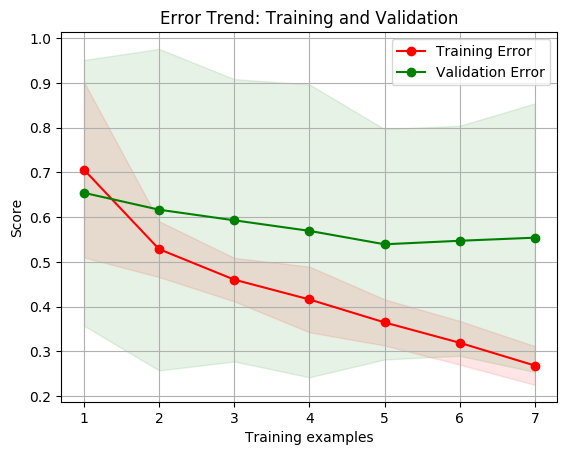 Error Trend: Training and Validation
Training Error
Validation Error
1.0
0.9
0.8
0.7
0.6
0.5
0.4
0.3
0.2
Score
1 2 3 4 5 6 7
Training examples